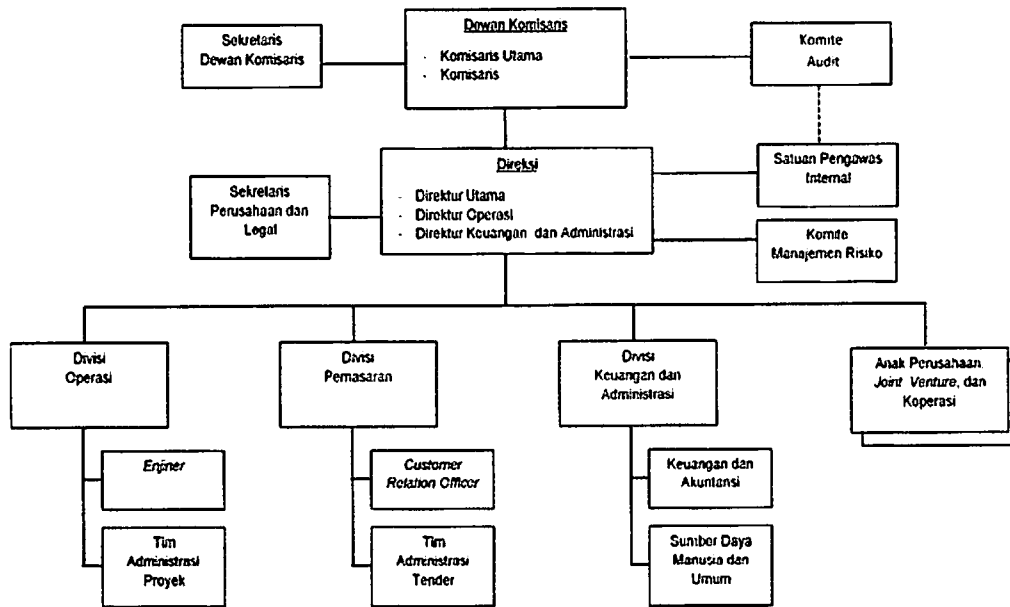 Sekretaris
Dewan Komisaris
Dewan Komisaris
- Komisaris Utama
- Komisaris
Komite
Audit
Sekretaris
Perusahaan dan
Legal
Direksi
- Direktur Utama
- Direktur Operasi
- Direktur Keuangan dan Administrasi
Satuan Pengawas
Internal
Komite
Manajemen Risiko
Divisi
Operasi
Divisi
Pemasaran
Divisi
Keuangan dan
Administrasi
Anak Perusahaan,
Joint Venture, dan
Koperasi
Enjiner
Customer
Relation Officer
Keuangan dan
Akuntansi
Tim
Administrasi
Proyek
Tim
Administrasi
Tender
Sumber Daya
Manusia dan
Umum